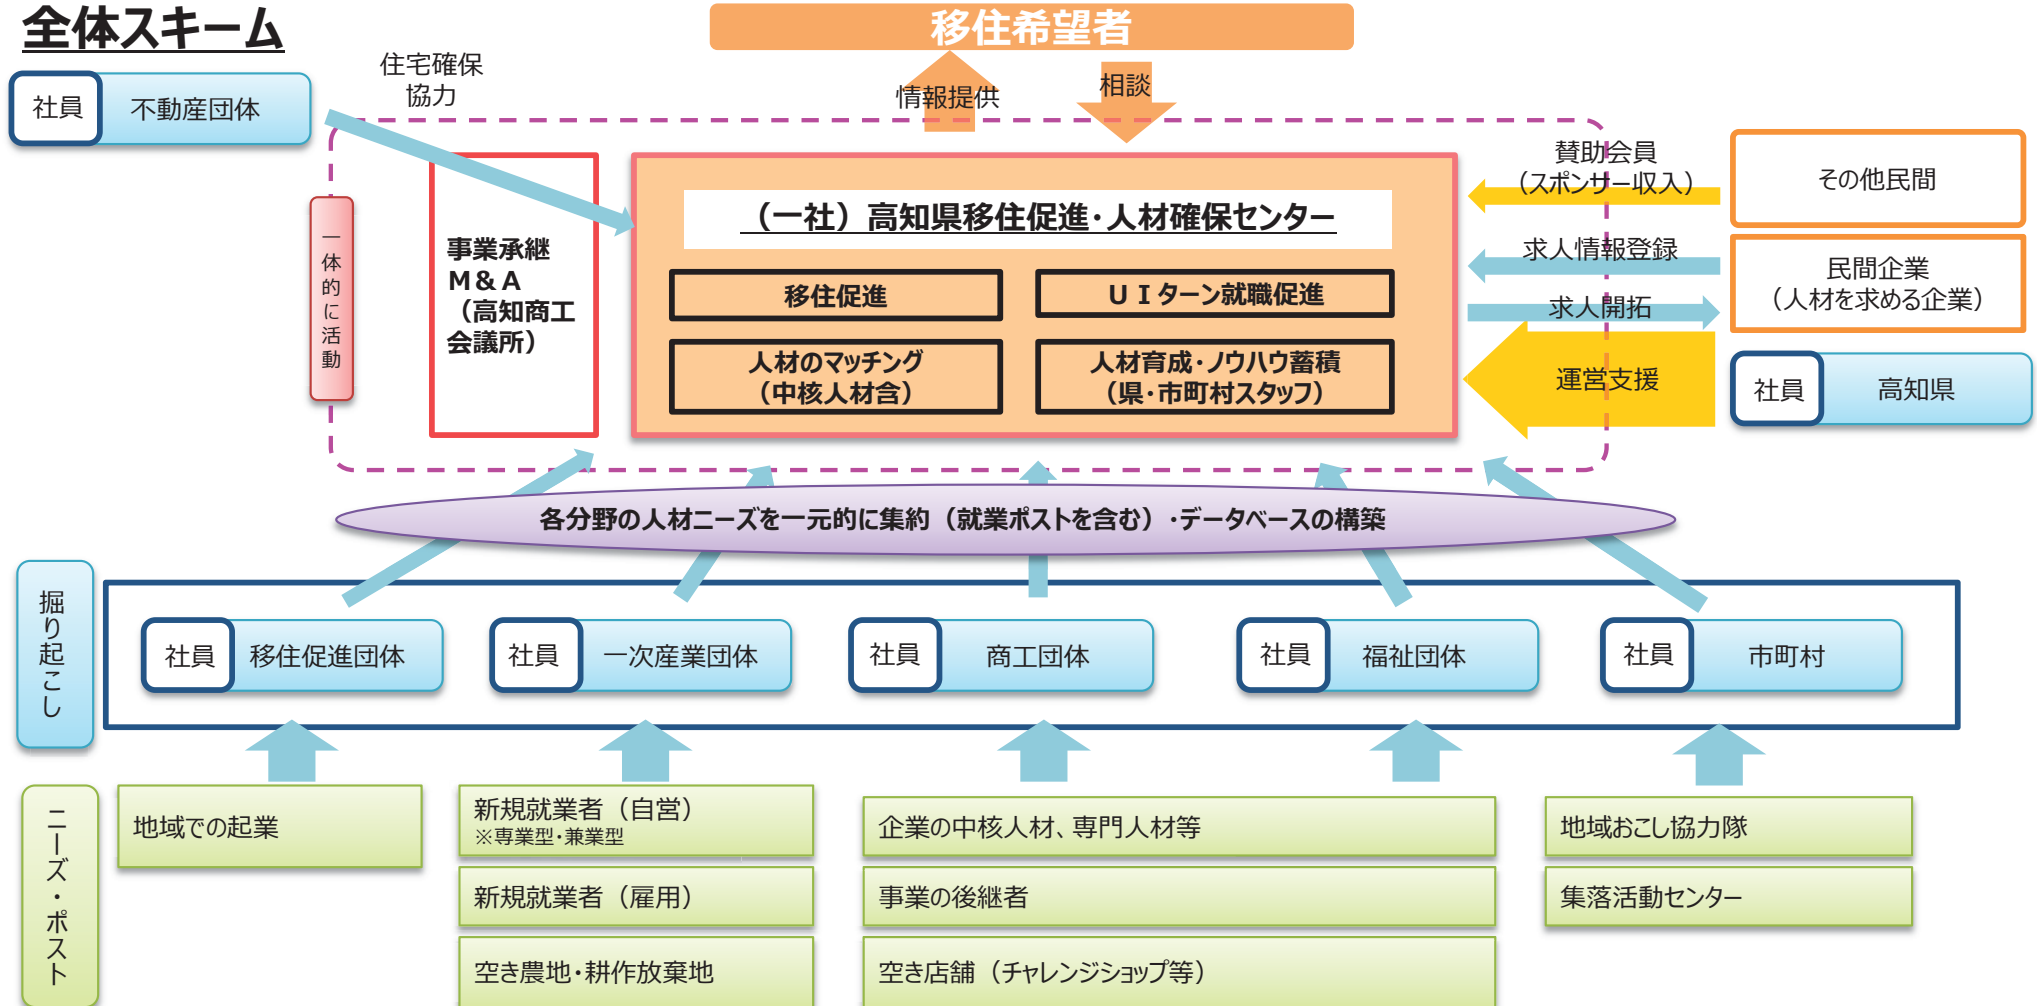 全体スキーム
移住希望者
住宅確保
協力
情報提供
相談
社員
不動産団体
一体的に活動
事業承継
M&A
（高知商工
会議所）
（一社）高知県移住促進・人材確保センター
移住促進
UIターン就職促進
人材のマッチング
（中核人材含）
人材育成・ノウハウ蓄積
（県・市町村スタッフ）
賛助会員
（スポンサー収入）
その他民間
求人情報登録
求人開拓
民間企業
（人材を求める企業）
運営支援
社員
高知県
各分野の人材ニーズを一元的に集約（就業ポストを含む）・データベースの構築
掘り起こし
社員
移住促進団体
社員
一次産業団体
社員
商工団体
社員
福祉団体
社員
市町村
ニーズ・ポスト
地域での起業
新規就業者（自営）
※専業型・兼業型
新規就業者（雇用）
空き農地・耕作放棄地
企業の中核人材、専門人材等
事業の後継者
空き店舗（チャレンジショップ等）
地域おこし協力隊
集落活動センター